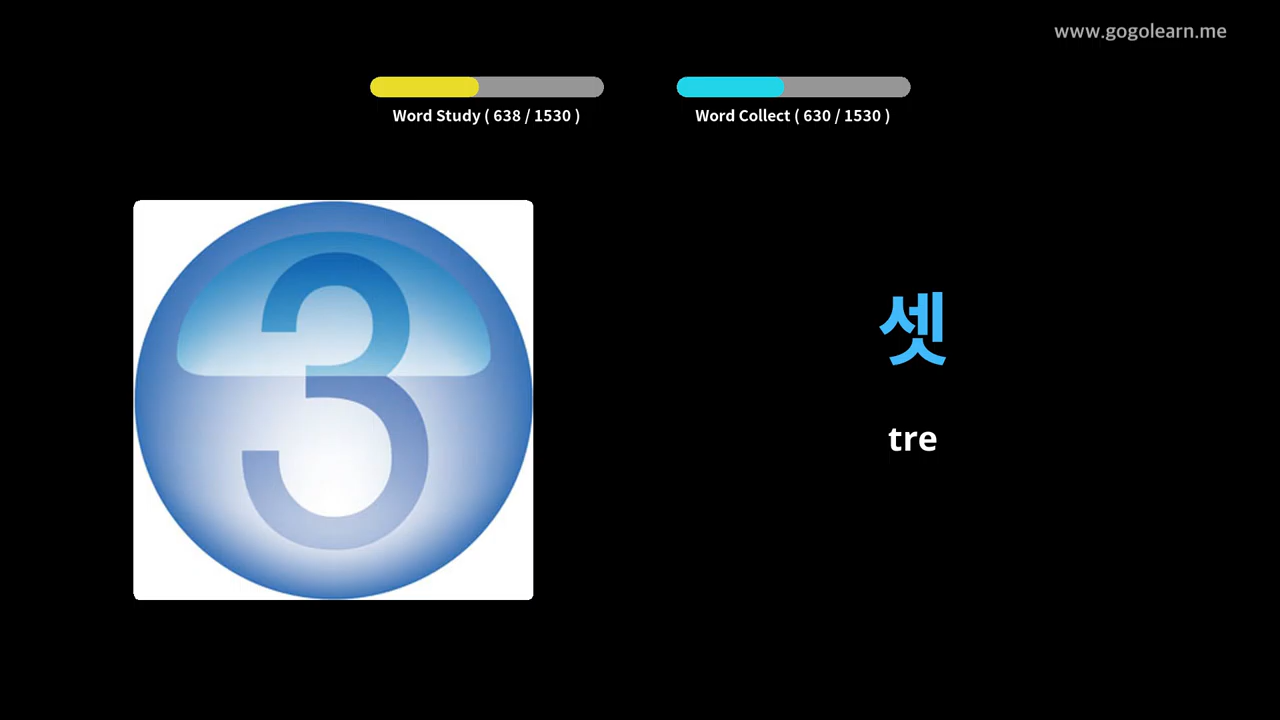 www.gogolearn.me
Word Study ( 638 / 1530 )
Word Collect ( 630 / 1530 )
3
셋
tre